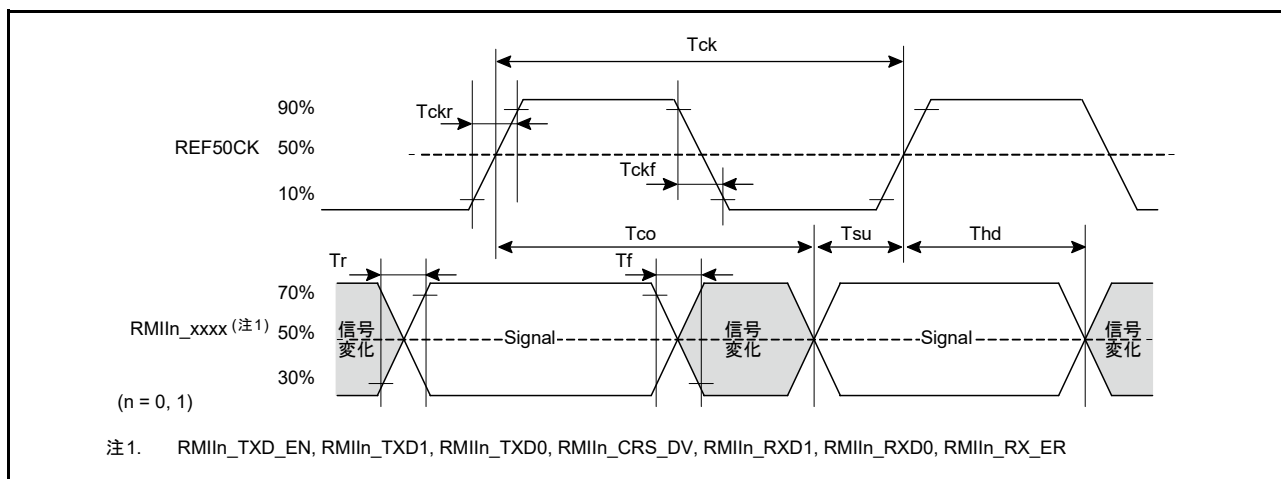 Tck
90%
Tckr
REF50CK 50%
Tckf
10%
Tco Tsu Thd
Tr Tf
70%
RMIIn_xxxx (注1) 50% 信号変化 Signal 信号変化 Signal 信号変化
30%
(n = 0, 1)
注1. RMIIn_TXD_EN, RMIIn_TXD1, RMIIn_TXD0, RMIIn_CRS_DV, RMIIn_RXD1, RMIIn_RXD0, RMIIn_RX_ER